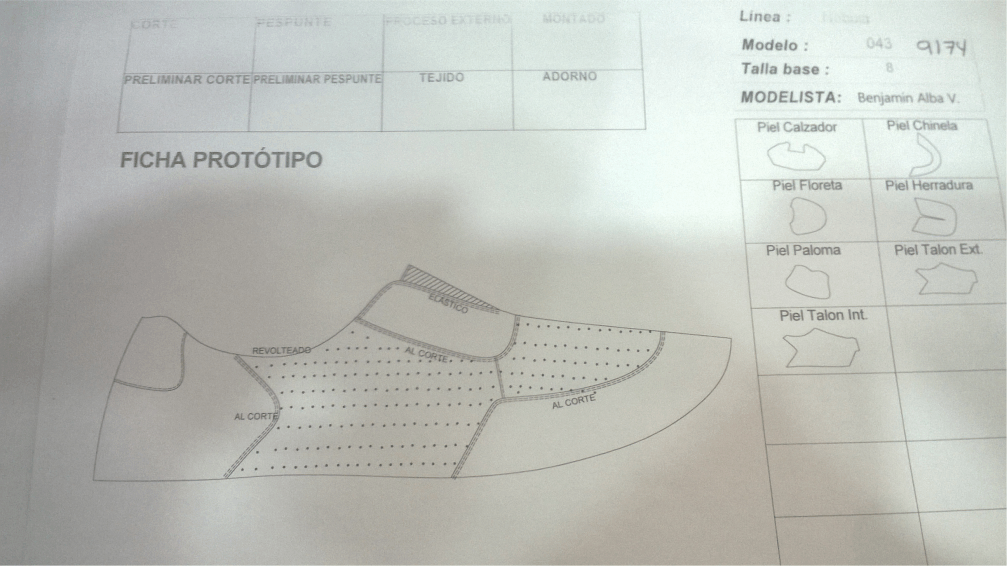 CORTE PESPUNTE PROCESO EXTERNO MONTADO
PRELIMINAR CORTE PRELIMINAR PESPUNTE TEJIDO ADORNO
Linea :
Modelo : 043 9174
Talla base : 8
MODELISTA: Benjamin Alba V.
FICHA PROTÓTIPO
Piel Calzador Piel Chinela
Piel Floreta Piel Herradura
Piel Paloma Piel Talon Ext.
Piel Talon Int.
ELASTICO
REVOLTEADO
AL CORTE
AL CORTE
AL CORTE